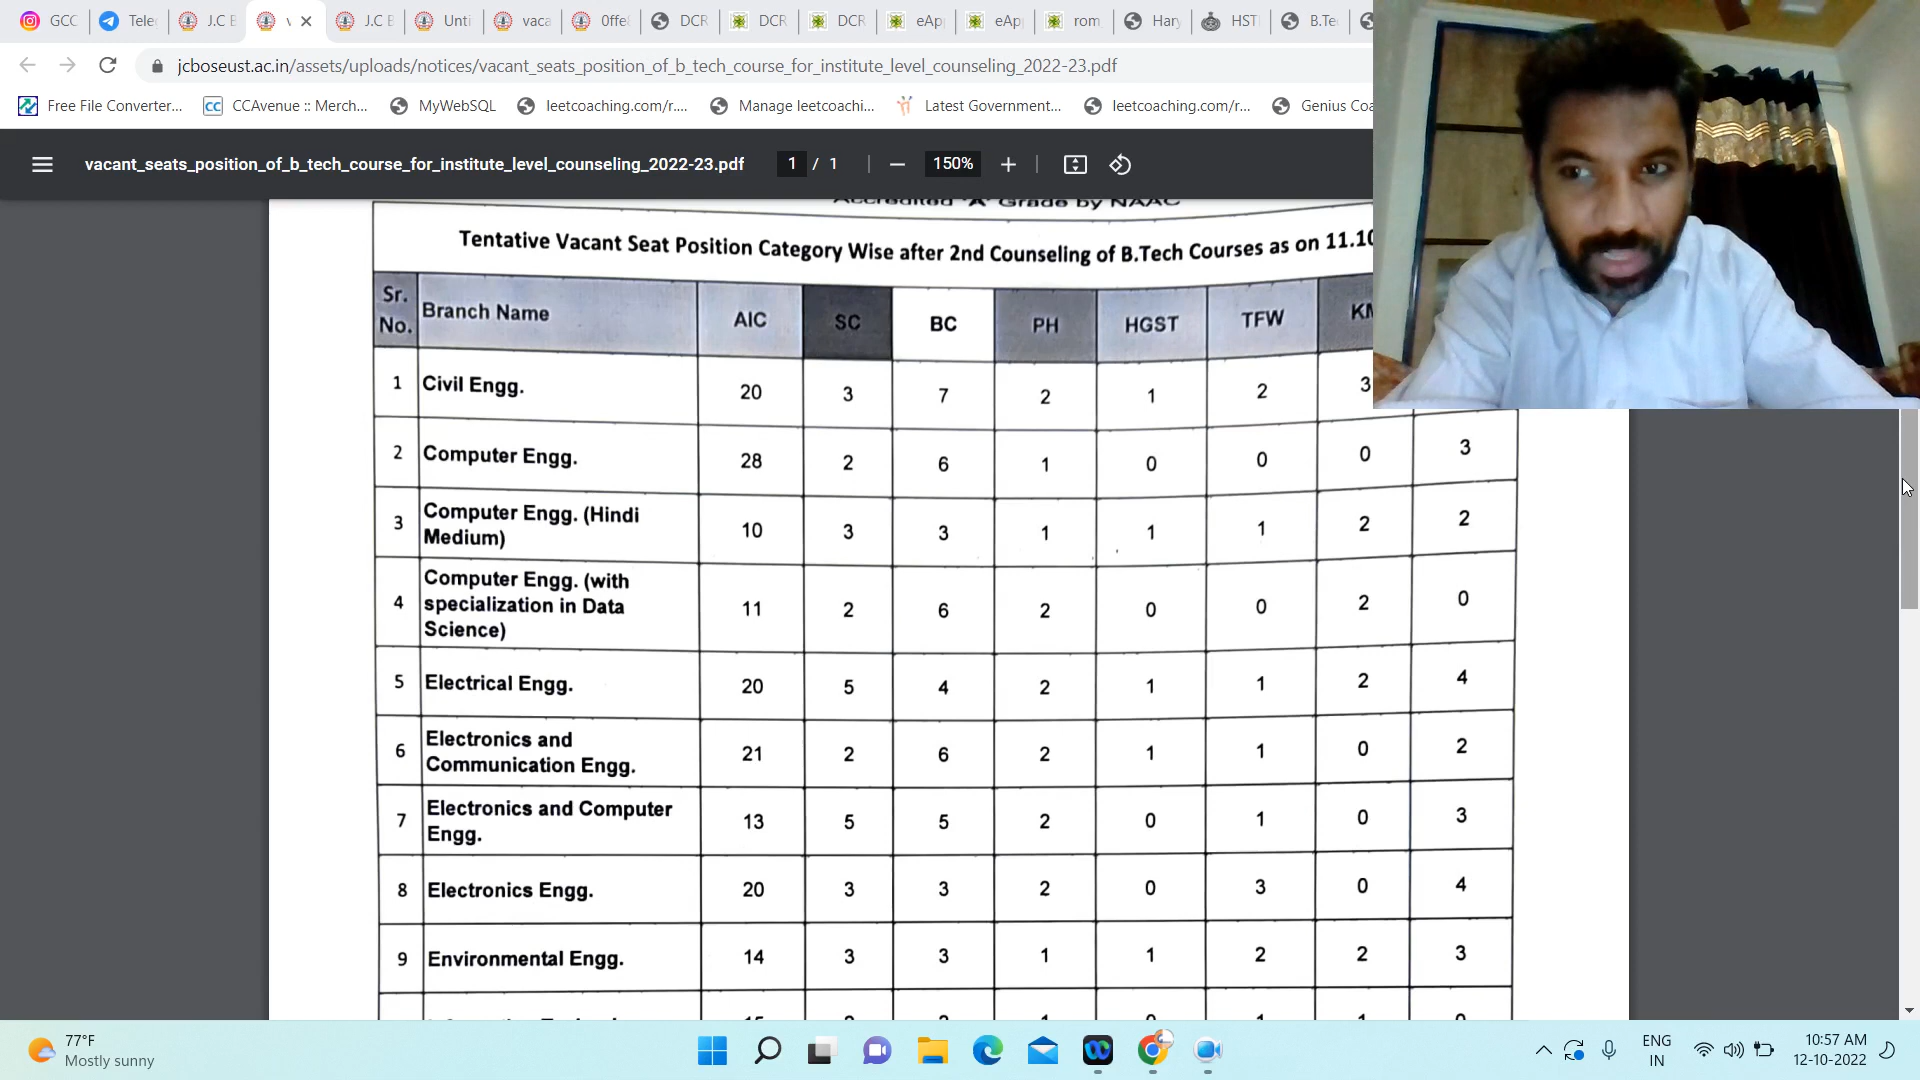 GCC Telec J.C B v J.C B Unti vaca Offe DCR DCR DCR eAp eAp rom Hary HST B.Te
jcboseust.ac.in/assets/uploads/notices/vacant_seats_position_of_b_tech_course_for_institute_level_counseling_2022-23.pdf
Free File Converter... CCAvenue :: Merch... MyWebSQL leetcoaching.com/r.... Manage leetcoachi... Latest Government... leetcoaching.com/r... Genius Coa
vacant_seats_position_of_b_tech_course_for_institute_level_counseling_2022-23.pdf 1 / 1 150%
Accredited 'A' Grade by NAAC
Tentative Vacant Seat Position Category Wise after 2nd Counseling of B.Tech Courses as on 11.10
Sr. No. Branch Name AIC SC BC PH HGST TFW KM
1 Civil Engg. 20 3 7 2 1 2 3
2 Computer Engg. 28 2 6 1 0 0 0 3
3 Computer Engg. (Hindi Medium) 10 3 3 1 1 1 2 2
4 Computer Engg. (with specialization in Data Science) 11 2 6 2 0 0 2 0
5 Electrical Engg. 20 5 4 2 1 1 2 4
6 Electronics and Communication Engg. 21 2 6 2 1 1 0 2
7 Electronics and Computer Engg. 13 5 5 2 0 1 0 3
8 Electronics Engg. 20 3 3 2 0 3 0 4
9 Environmental Engg. 14 3 3 1 1 2 2 3
77°F
Mostly sunny
ENG
IN
10:57 AM
12-10-2022